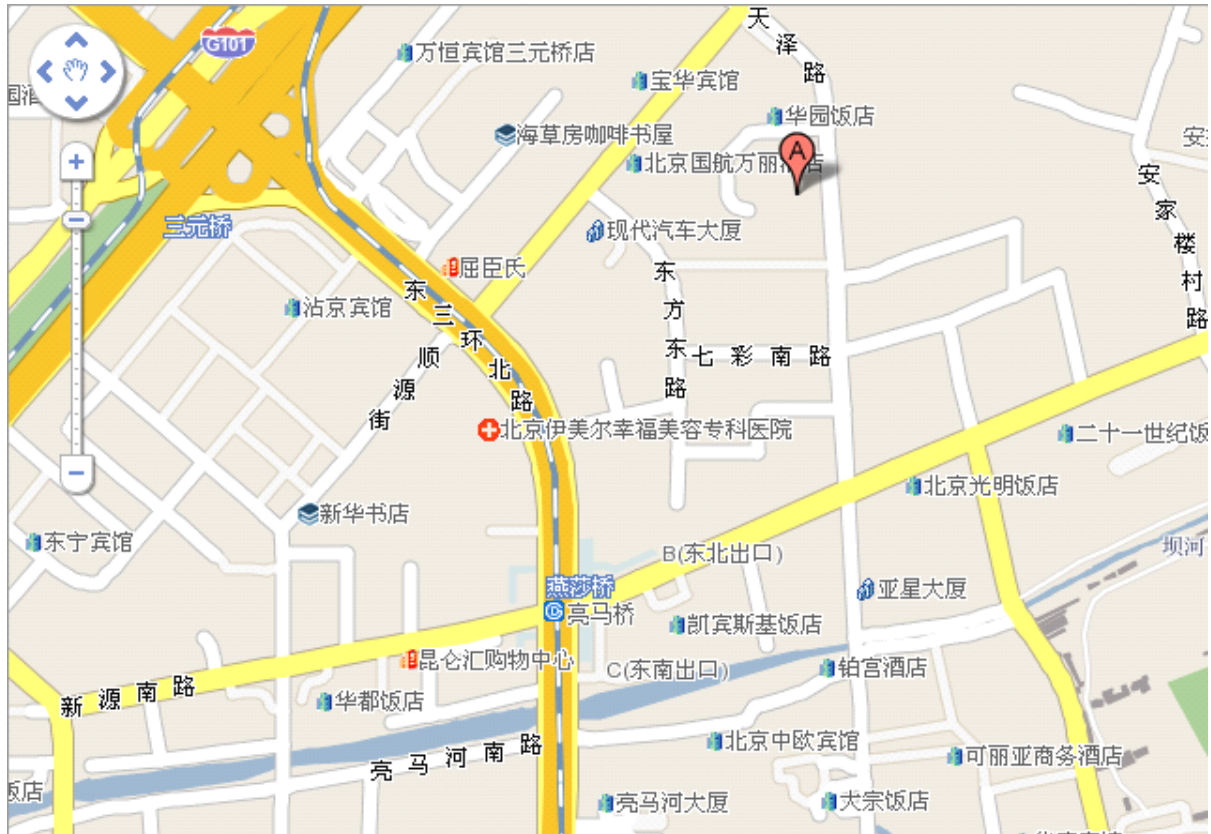 天泽路
G101
万恒宾馆三元桥店
宝华宾馆
华园饭店
海草房咖啡书屋
北京国航万丽
店
A
安家楼村路
三元桥
现代汽车大厦
屈臣氏
沾京宾馆
东三环北路
东方东路
顺源街
七彩南路
北京伊美尔幸福美容专科医院
二十一世纪饭
北京光明饭店
新华书店
东宁宾馆
坝河
B(东北出口)
燕莎桥
亮马桥
亚星大厦
凯宾斯基饭店
昆仑汇购物中心
C(东南出口)
铂宫酒店
新源南路
华都饭店
亮马河南路
北京中欧宾馆
可丽亚商务酒店
饭店
亮马河大厦
大宗饭店